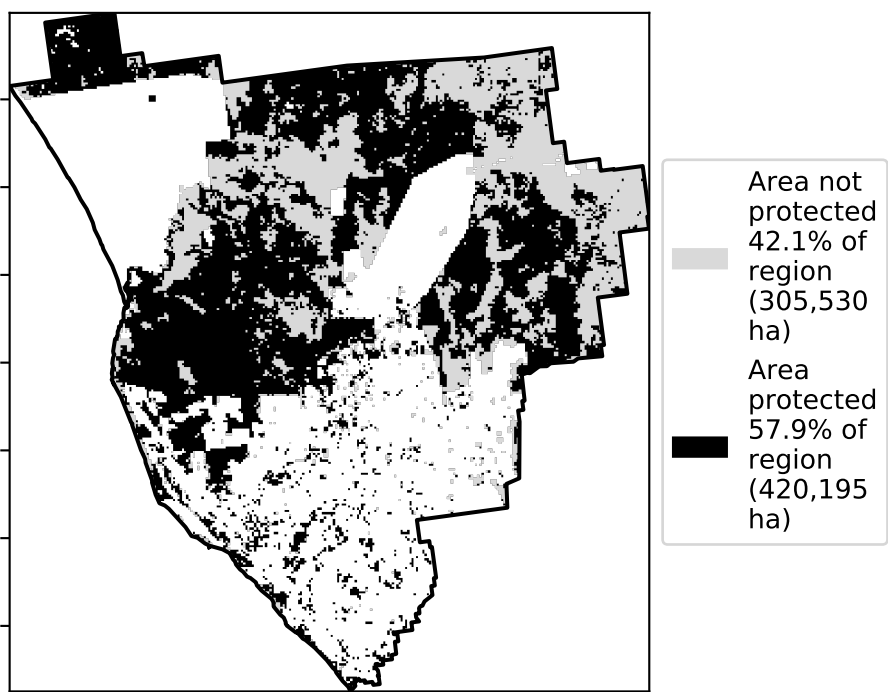 Area not
protected
42.1% of
region
(305,530
ha)
Area
protected
57.9% of
region
(420,195
ha)